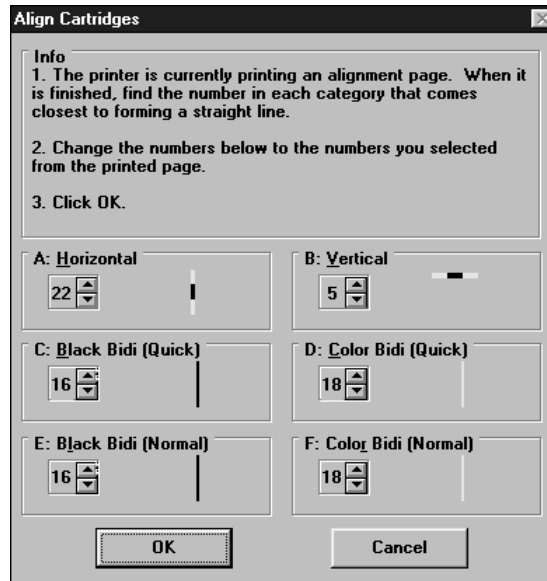 Align Cartridges
Info
1. The printer is currently printing an alignment page. When it
is finished, find the number in each category that comes
closest to forming a straight line.
2. Change the numbers below to the numbers you selected
from the printed page.
3. Click OK.
A: Horizontal
B: Vertical
22
5
C: Black Bidi (Quick)
D: Color Bidi (Quick)
16
18
E: Black Bidi (Normal)
F: Color Bidi (Normal)
16
18
OK
Cancel